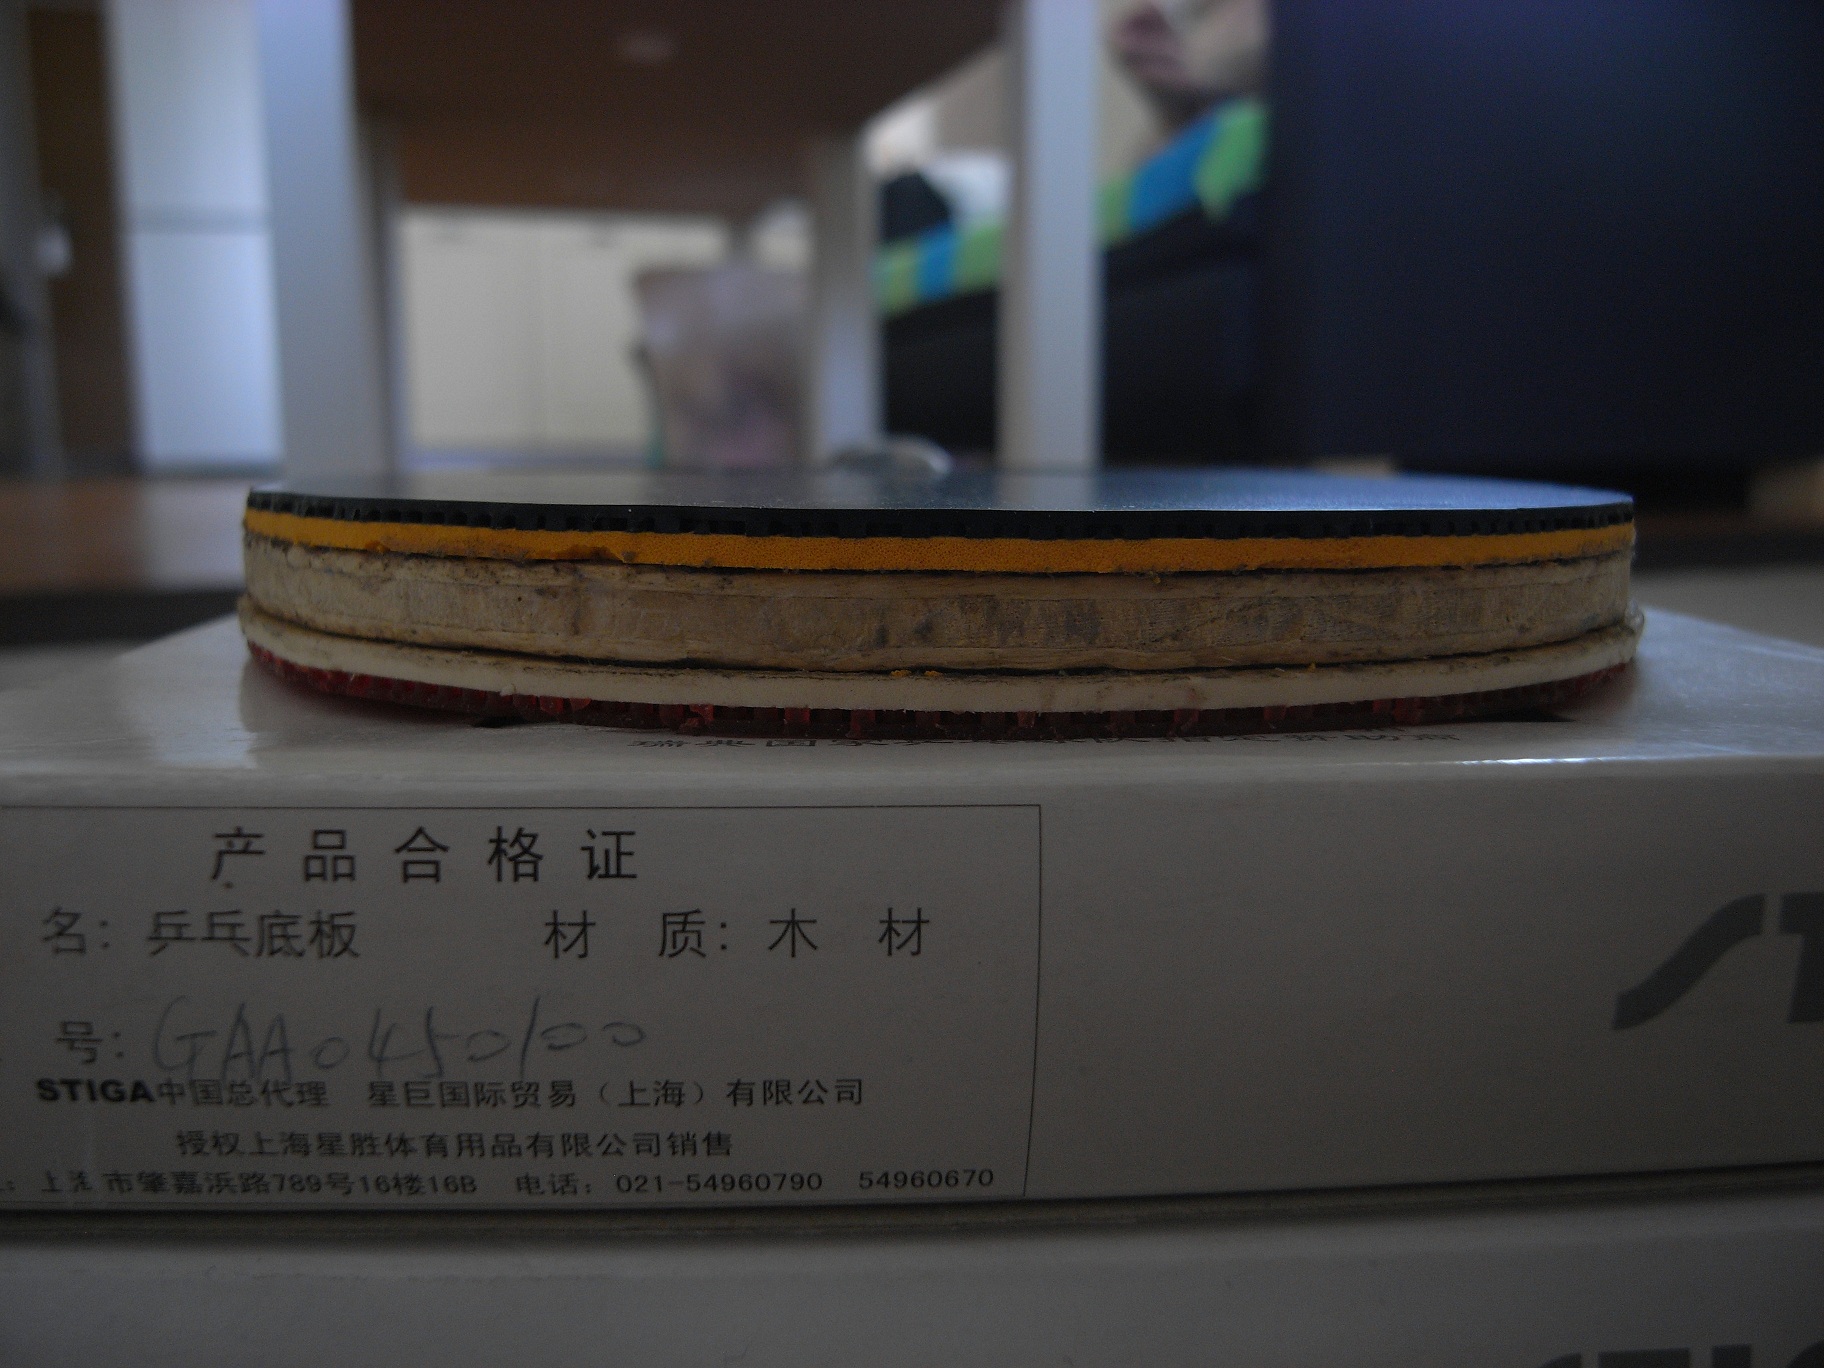 产品合格证
名：乒乓底板 材 质：木 材
号：GAA0450100
STIGA中国总代理 星巨国际贸易（上海）有限公司
授权上海星胜体育用品有限公司销售
：上海市肇嘉浜路789号16楼16B 电话：021-54960790 54960670
ST